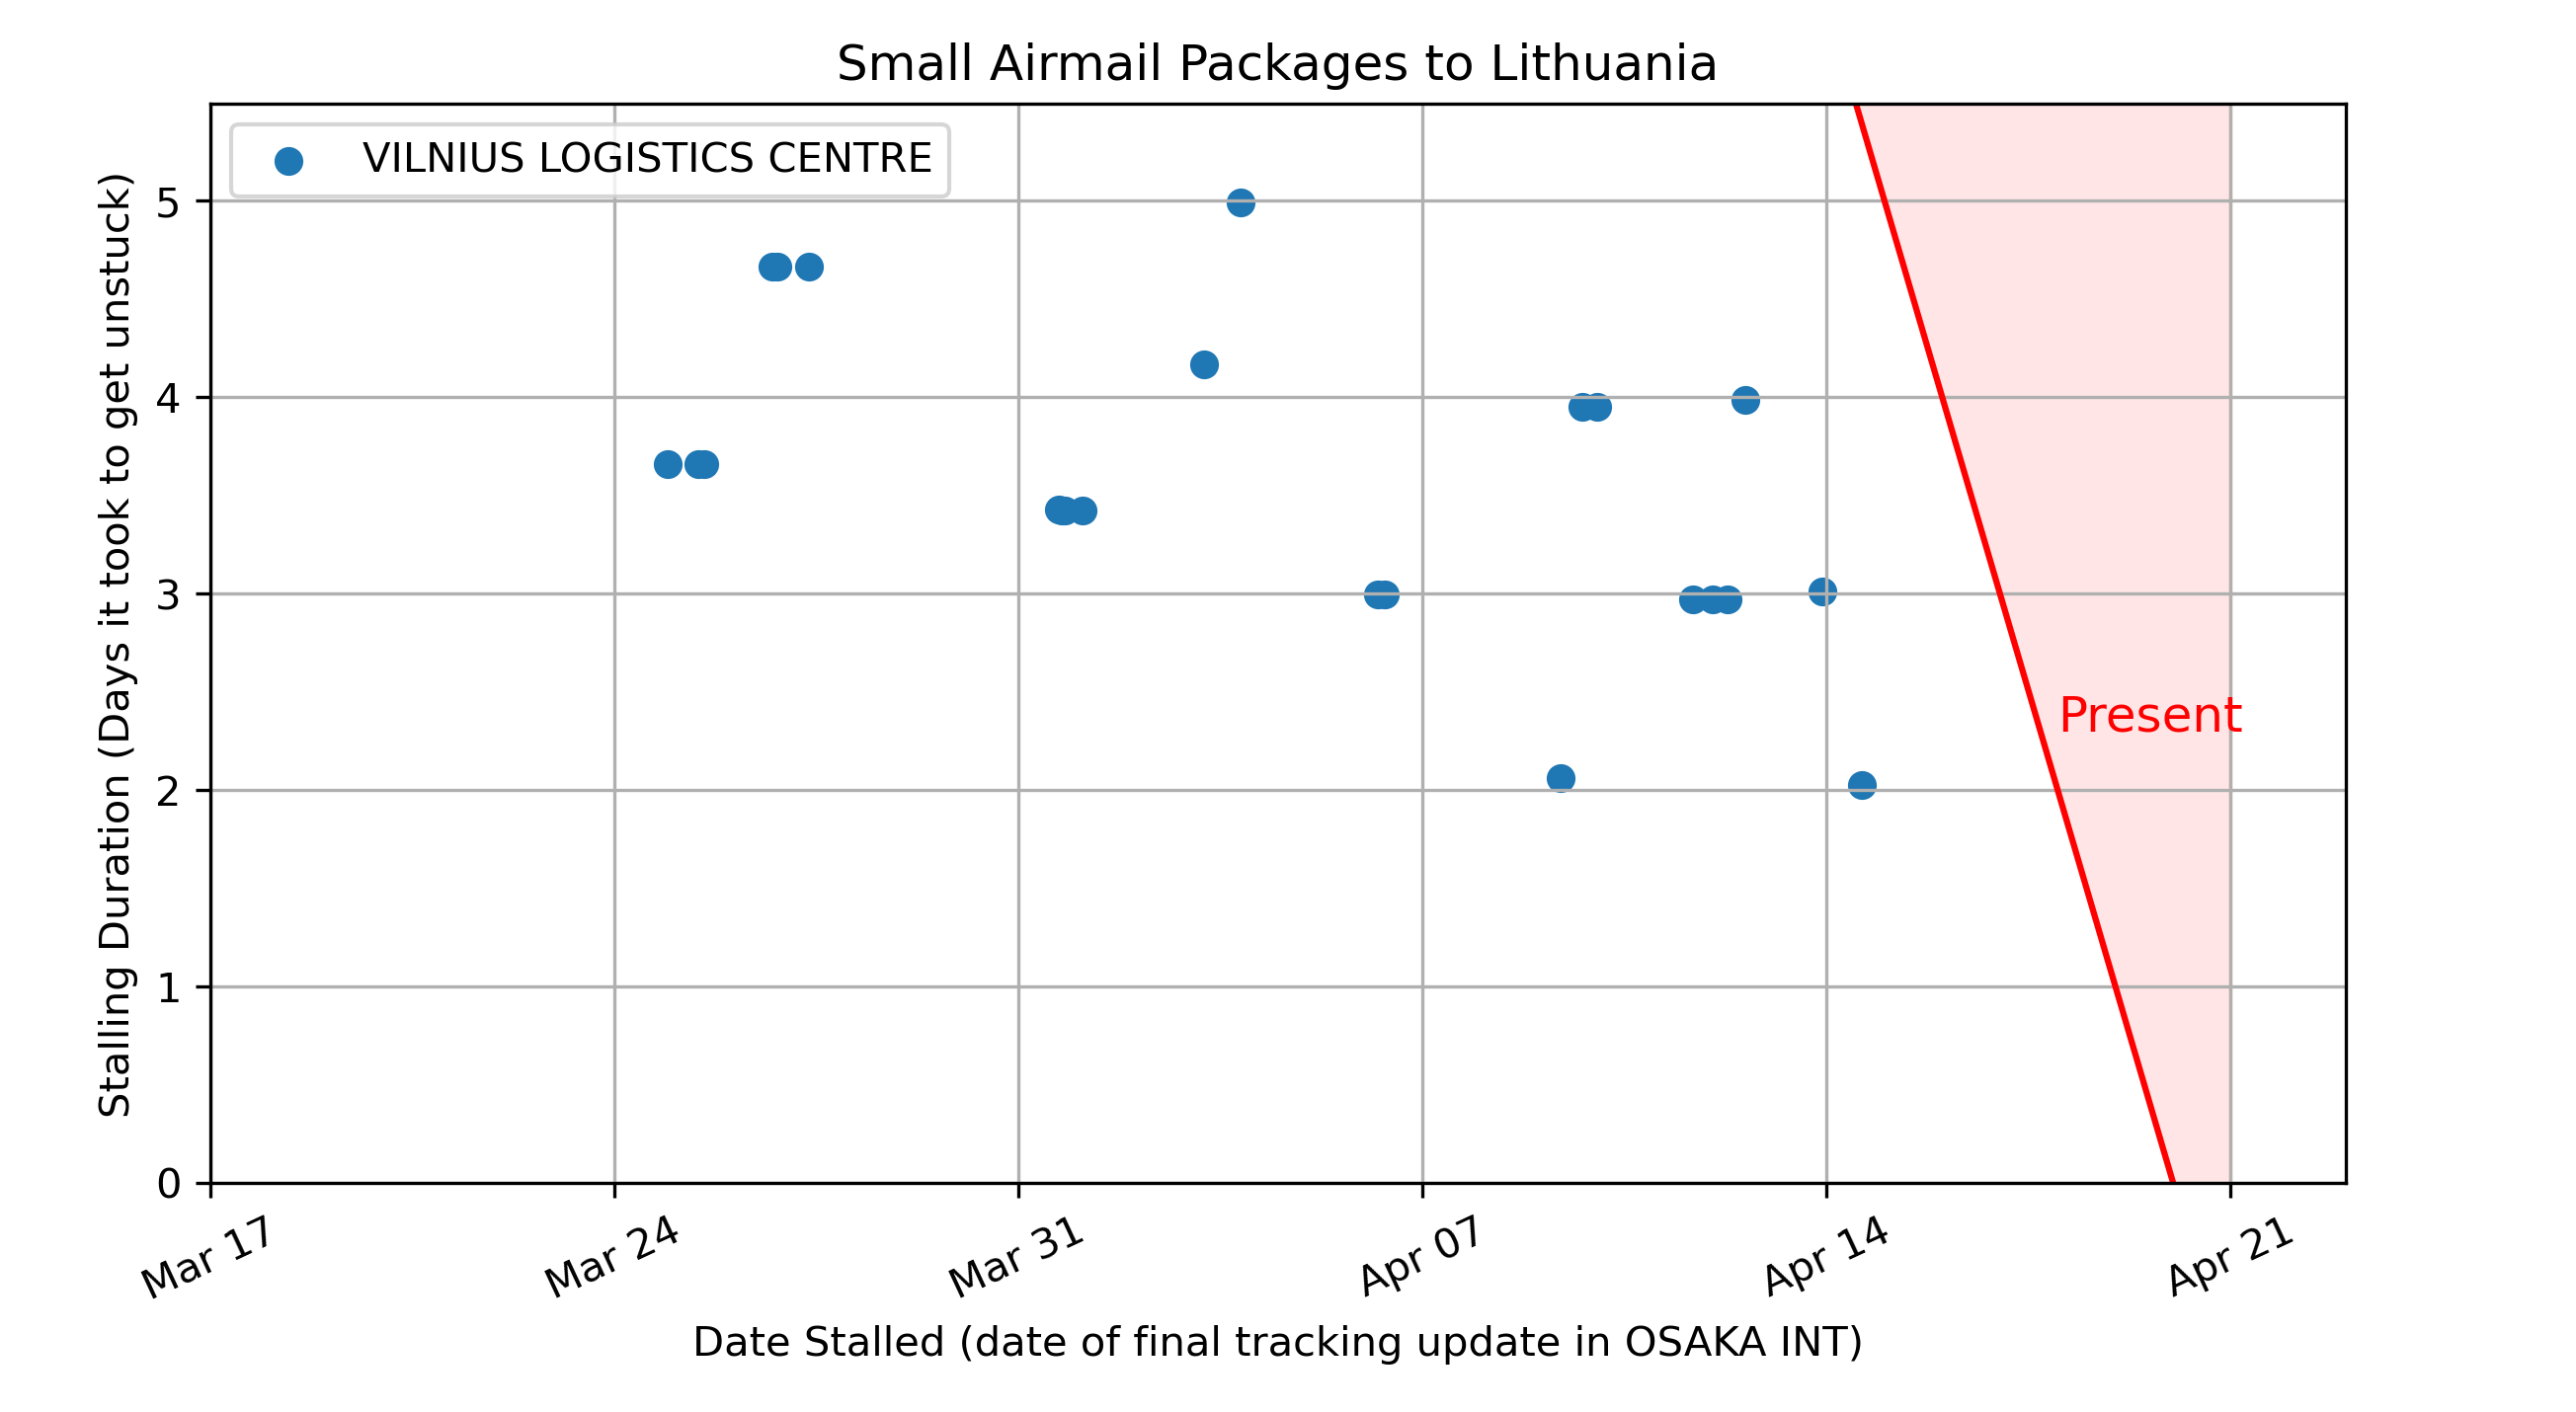 Small Airmail Packages to Lithuania
VILNIUS LOGISTICS CENTRE
Stalling Duration (Days it took to get unstuck)
5
4
3
2
1
0
Present
Mar 17
Mar 24
Mar 31
Apr 07
Apr 14
Apr 21
Date Stalled (date of final tracking update in OSAKA INT)